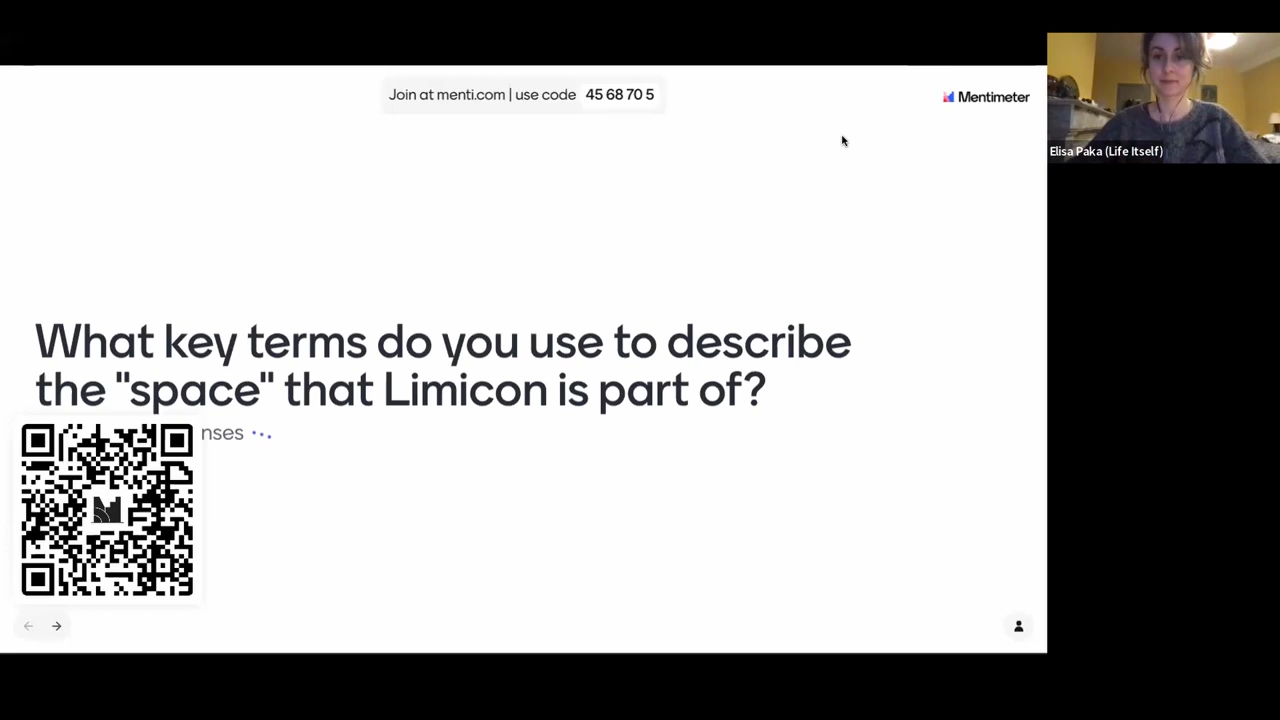 Join at menti.com | use code 45 68 70 5
Mentimeter
Elisa Paka (Life Itself)
What key terms do you use to describe
the "space" that Limicon is part of?
nses